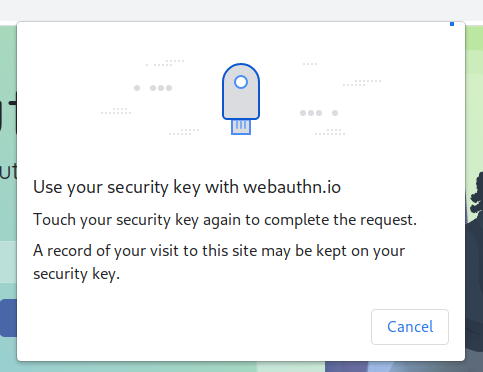 Use your security key with webauthn.io
Touch your security key again to complete the request.
A record of your visit to this site may be kept on your
security key.
Cancel